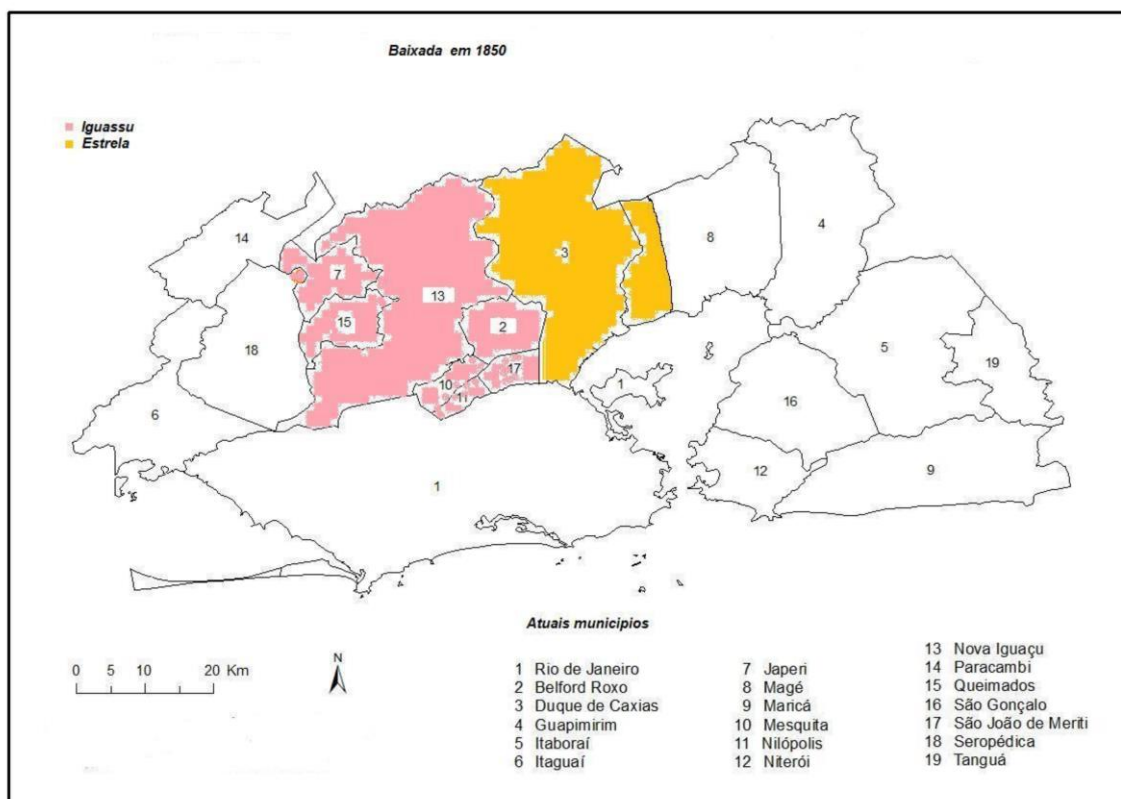 Baixada em 1850
Iguassu
Estrela
14
7
13
15
18
6
2
10
11
17
3
8
4
5
19
1
16
12
9
1
Atuais municipios
0 5 10 20 Km
N
1 Rio de Janeiro
2 Belford Roxo
3 Duque de Caxias
4 Guapimirim
5 Itaboraí
6 Itaguaí
7 Japeri
8 Magé
9 Maricá
10 Mesquita
11 Nilópolis
12 Niterói
13 Nova Iguaçu
14 Paracambi
15 Queimados
16 São Gonçalo
17 São João de Meriti
18 Seropédica
19 Tanguá